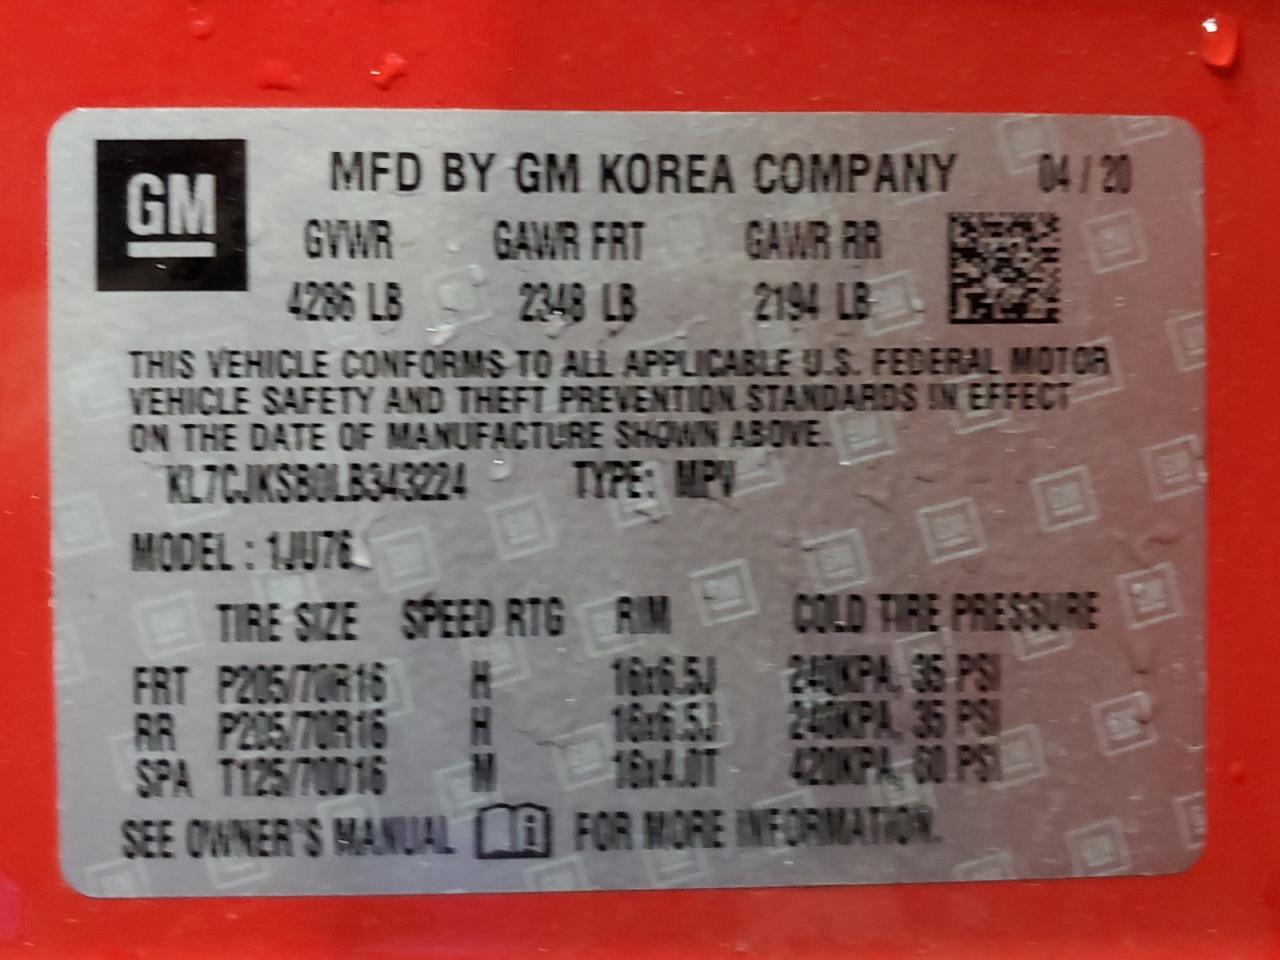 GM
MFD BY GM KOREA COMPANY 04 / 20
GVWR GAWR FRT GAWR RR
4286 LB 2348 LB 2194 LB
THIS VEHICLE CONFORMS TO ALL APPLICABLE U.S. FEDERAL MOTOR
VEHICLE SAFETY AND THEFT PREVENTION STANDARDS IN EFFECT
ON THE DATE OF MANUFACTURE SHOWN ABOVE.
KL7CJKSB0LB343224 TYPE: MPV
MODEL : 1JU76
TIRE SIZE SPEED RTG RIM COLD TIRE PRESSURE
FRT P205/70R16 H 16x6.5J 240KPA, 35 PSI
RR P205/70R16 H 16x6.5J 240KPA, 35 PSI
SPA T125/70D16 M 16x4.0T 420KPA, 60 PSI
SEE OWNER'S MANUAL FOR MORE INFORMATION.